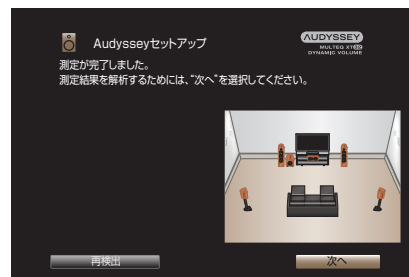 Audysseyセットアップ
AUDYSSEY
MULTEQ XT32
DYNAMIC VOLUME
測定が完了しました。
測定結果を解析するためには、“次へ”を選択してください。
再検出
次へ